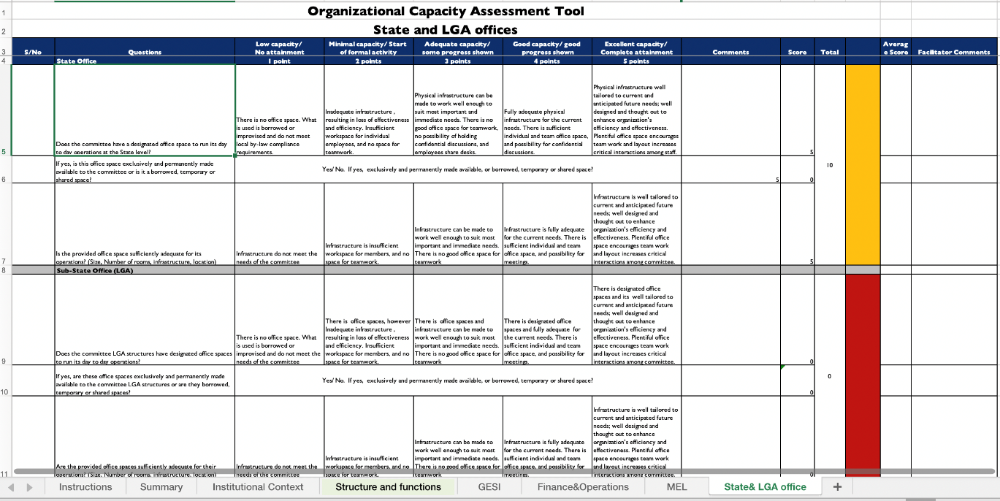 Organizational Capacity Assessment Tool
State and LGA offices
S/No
Questions
Low capacity/
No attainment
Minimal capacity/ Start
of formal activity
Adequate capacity/
some progress shown
Good capacity/ good
progress shown
Excellent capacity/
Complete attainment
Comments
Score
Total
Averag
e Score
Facilitator Comments
State Office
1 point
2 points
3 points
4 points
5 points
1
2
3
4
5
Does the committee have a designated office space to run its day
to day operations at the State level?
There is no office space. What
is used is borrowed or
improvised and do not meet
local by-law compliance
requirements.
Inadequate infrastructure ,
resulting in loss of effectiveness
and efficiency. Insufficient
workspace for individual
employees, and no space for
teamwork.
Physical infrastructure can be
made to work well enough to
suit most important and
immediate needs. There is no
good office space for teamwork,
no possibility of holding
confidential discussions, and
employees share desks.
Fully adequate physical
infrastructure for the current
needs. There is sufficient
individual and team office space,
and possibility for confidential
discussions.
Physical infrastructure well
tailored to current and
anticipated future needs; well
designed and thought out to
enhance organization's
efficiency and effectiveness.
Plentiful office space encourages
team work and layout increases
critical interactions among staff.
5
10
6
If yes, is this office space exclusively and permanently made
available to the committee or is it a borrowed, temporary or
shared space?
Yes/ No. If yes, exclusively and permanently made available, or borrowed, temporary or shared space?
5
0
7
Is the provided office space sufficiently adequate for its
operations? (Size, Number of rooms, infrastructure, location)
Infrastructure do not meet the
needs of the committee
Infrastructure is insufficient
workspace for members, and no
space for teamwork.
Infrastructure can be made to
work well enough to suit most
important and immediate needs.
There is no good office space for
teamwork
Infrastructure is fully adequate
for the current needs. There is
sufficient individual and team
office space, and possibility for
meetings.
Infrastructure is well tailored to
current and anticipated future
needs; well designed and
thought out to enhance
organization's efficiency and
effectiveness. Plentiful office
space encourages team work
and layout increases critical
interactions among committee.
5
8
Sub-State Office (LGA)
9
Does the committee LGA structures have designated office spaces
to run its day to day operations?
There is no office space. What
is used is borrowed or
improvised and do not meet the
needs of the committee
There is office spaces, however
Inadequate infrastructure ,
resulting in loss of effectiveness
and efficiency. Insufficient
workspace for members, and no
space for teamwork.
There is office spaces and
infrastructure can be made to
work well enough to suit most
important and immediate needs.
There is no good office space for
teamwork
There is designated office
spaces and fully adequate for
the current needs. There is
sufficient individual and team
office space, and possibility for
meetings.
There is designated office
spaces and its well tailored to
current and anticipated future
needs; well designed and
thought out to enhance
organization's efficiency and
effectiveness. Plentiful office
space encourages team work
and layout increases critical
interactions among committee.
0
0
10
If yes, are these office spaces exclusively and permanently made
available to the committee LGA structures or are they borrowed,
temporary or shared spaces?
Yes/ No. If yes, exclusively and permanently made available, or borrowed, temporary or shared space?
0
11
Are the provided office spaces sufficiently adequate for their
operations? (Size, Number of rooms, infrastructure, location)
Infrastructure do not meet the
needs of the committee
Infrastructure is insufficient
workspace for members, and no
space for teamwork.
Infrastructure can be made to
work well enough to suit most
important and immediate needs.
There is no good office space for
teamwork
Infrastructure is fully adequate
for the current needs. There is
sufficient individual and team
office space, and possibility for
meetings.
Infrastructure is well tailored to
current and anticipated future
needs; well designed and
thought out to enhance
organization's efficiency and
effectiveness. Plentiful office
space encourages team work
and layout increases critical
interactions among committee.
0
Instructions
Summary
Institutional Context
Structure and functions
GESI
Finance&Operations
MEL
State& LGA office
+